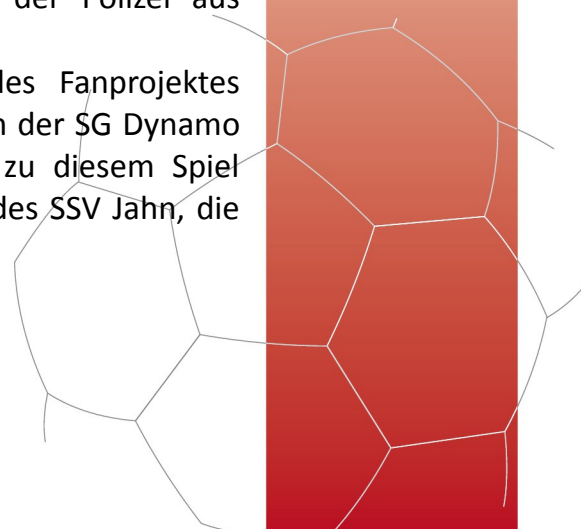 der Polizei aus
des Fanprojektes
n der SG Dynamo
zu diesem Spiel
des SSV Jahn, die